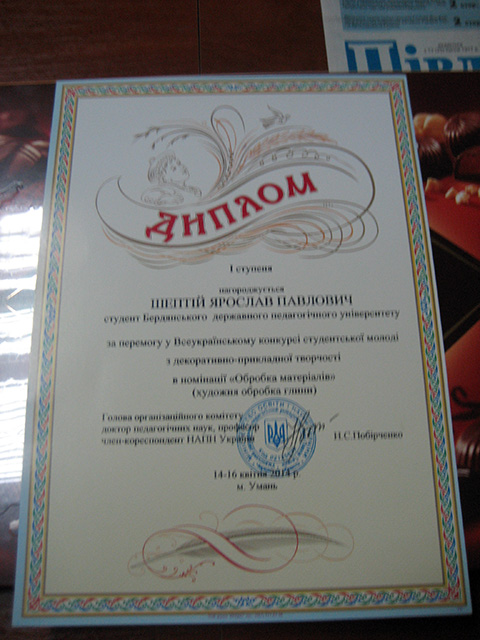 Півд
ДИПЛОМ
І ступеня
нагороджується
ШЕПТІЙ ЯРОСЛАВ ПАВЛОВИЧ
студент Бердянського державного педагогічного університету
за перемогу у Всеукраїнському конкурсі студентської молоді
з декоративно-прикладної творчості
в номінації «Обробка матеріалів»
(художня обробка глини)
Голова організаційного комітету
доктор педагогічних наук, професор
член-кореспондент НАПН України
Н.С.Побірченко
14-16 квітня 2014 р.
м. Умань